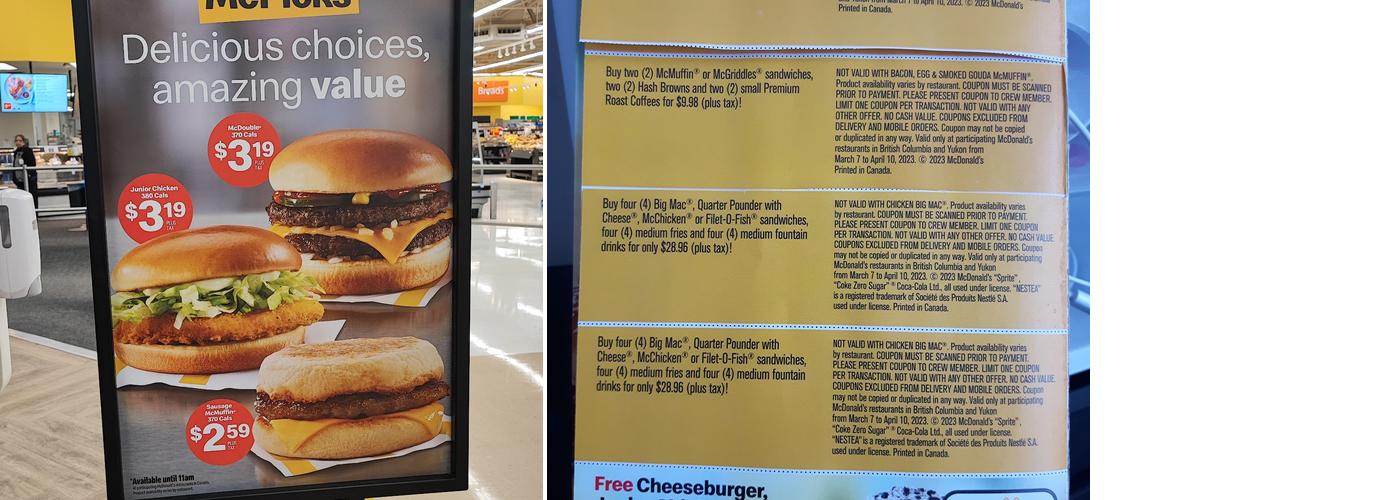 McPicks
Delicious choices,
amazing value
McDouble®
370 Cals
$3 19
PLUS
TAX
Breads
Junior Chicken
380 Cals
$3 19
PLUS
TAX
Sausage
McMuffin®
370 Cals
$2 59
PLUS
TAX
*Available until 11am
At participating McDonald's restaurants in Canada.
Product availability varies by restaurant.
March 7 to April 10, 2023. © 2023 McDonald's
Printed in Canada.
Buy two (2) McMuffin® or McGriddles® sandwiches,
two (2) Hash Browns and two (2) small Premium
Roast Coffees for $9.98 (plus tax)!
NOT VALID WITH BACON, EGG & SMOKED GOUDA McMUFFIN®.
Product availability varies by restaurant. COUPON MUST BE SCANNED
PRIOR TO PAYMENT. PLEASE PRESENT COUPON TO CREW MEMBER.
LIMIT ONE COUPON PER TRANSACTION. NOT VALID WITH ANY
OTHER OFFER. NO CASH VALUE. COUPONS EXCLUDED FROM
DELIVERY AND MOBILE ORDERS. Coupon may not be copied
or duplicated in any way. Valid only at participating McDonald's
restaurants in British Columbia and Yukon from
March 7 to April 10, 2023. © 2023 McDonald's
Printed in Canada.
Buy four (4) Big Mac®, Quarter Pounder with
Cheese®, McChicken® or Filet-O-Fish® sandwiches,
four (4) medium fries and four (4) medium fountain
drinks for only $28.96 (plus tax)!
NOT VALID WITH CHICKEN BIG MAC®. Product availability varies
by restaurant. COUPON MUST BE SCANNED PRIOR TO PAYMENT.
PLEASE PRESENT COUPON TO CREW MEMBER. LIMIT ONE COUPON
PER TRANSACTION. NOT VALID WITH ANY OTHER OFFER. NO CASH VALUE.
COUPONS EXCLUDED FROM DELIVERY AND MOBILE ORDERS. Coupon
may not be copied or duplicated in any way. Valid only at participating
McDonald's restaurants in British Columbia and Yukon
from March 7 to April 10, 2023. © 2023 McDonald's "Sprite",
"Coke Zero Sugar" ® Coca-Cola Ltd., all used under license. "NESTEA"
is a registered trademark of Société des Produits Nestlé S.A.
used under license. Printed in Canada.
Buy four (4) Big Mac®, Quarter Pounder with
Cheese®, McChicken® or Filet-O-Fish® sandwiches,
four (4) medium fries and four (4) medium fountain
drinks for only $28.96 (plus tax)!
NOT VALID WITH CHICKEN BIG MAC®. Product availability varies
by restaurant. COUPON MUST BE SCANNED PRIOR TO PAYMENT.
PLEASE PRESENT COUPON TO CREW MEMBER. LIMIT ONE COUPON
PER TRANSACTION. NOT VALID WITH ANY OTHER OFFER. NO CASH VALUE.
COUPONS EXCLUDED FROM DELIVERY AND MOBILE ORDERS. Coupon
may not be copied or duplicated in any way. Valid only at participating
McDonald's restaurants in British Columbia and Yukon
from March 7 to April 10, 2023. © 2023 McDonald's "Sprite",
"Coke Zero Sugar" ® Coca-Cola Ltd., all used under license.
"NESTEA" is a registered trademark of Société des Produits Nestlé S.A.
used under license. Printed in Canada.
Free Cheeseburger,